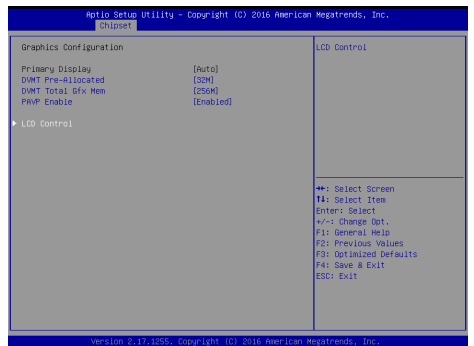 Aptio Setup Utility – Copyright (C) 2016 American Megatrends, Inc.
Chipset
Graphics Configuration
Primary Display [Auto]
DVMT Pre-Allocated [32M]
DVMT Total Gfx Mem [256M]
PAVP Enable [Enabled]
▶ LCD Control
LCD Control
→←: Select Screen
↑↓: Select Item
Enter: Select
+/-: Change Opt.
F1: General Help
F2: Previous Values
F3: Optimized Defaults
F4: Save & Exit
ESC: Exit
Version 2.17.1255. Copyright (C) 2016 American Megatrends, Inc.